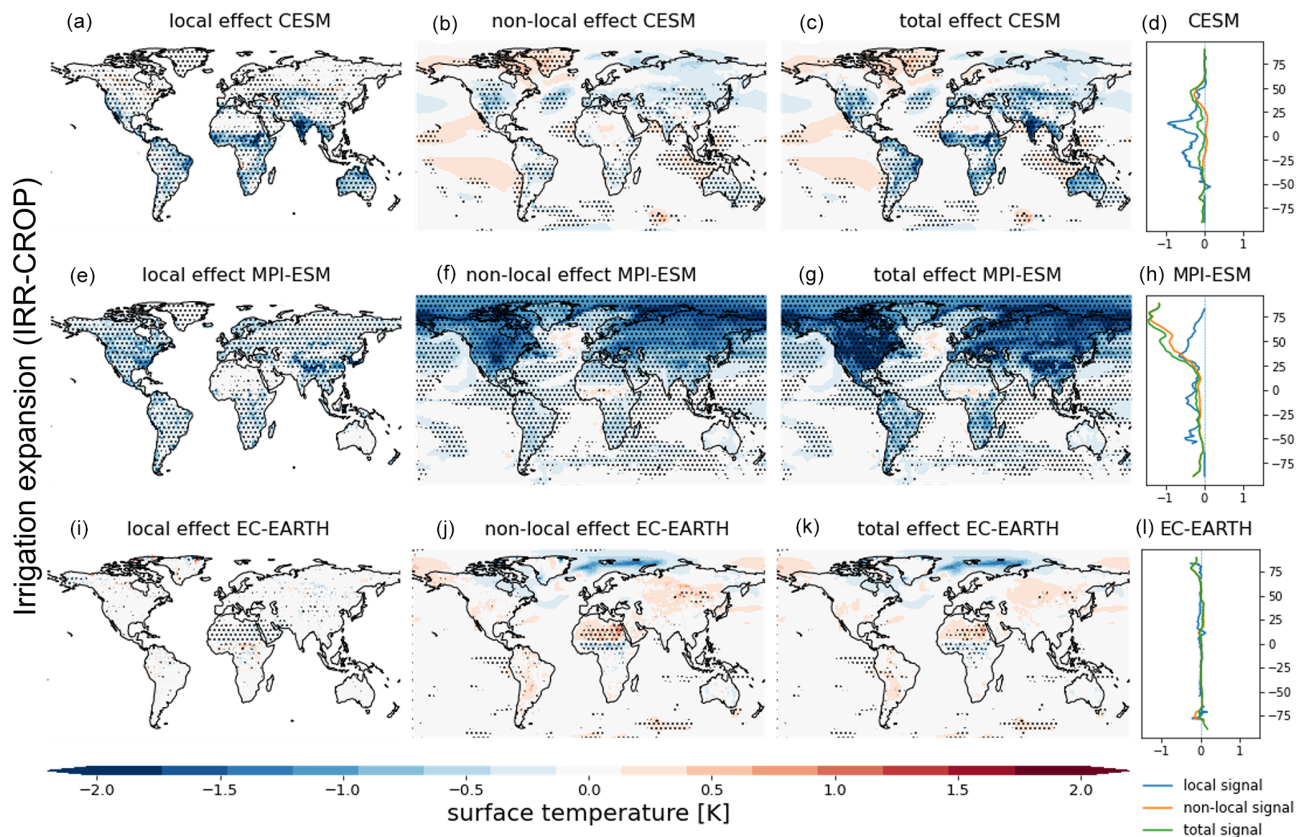 (a) local effect CESM
(b) non-local effect CESM
(c) total effect CESM
(d) CESM
75
50
25
0
−25
−50
−75
−1 0 1
Irrigation expansion (IRR-CROP)
(e) local effect MPI-ESM
(f) non-local effect MPI-ESM
(g) total effect MPI-ESM
(h) MPI-ESM
75
50
25
0
−25
−50
−75
−1 0 1
(i) local effect EC-EARTH
(j) non-local effect EC-EARTH
(k) total effect EC-EARTH
(l) EC-EARTH
75
50
25
0
−25
−50
−75
−1 0 1
−2.0 −1.5 −1.0 −0.5 0.0 0.5 1.0 1.5 2.0
surface temperature [K]
local signal
non-local signal
total signal